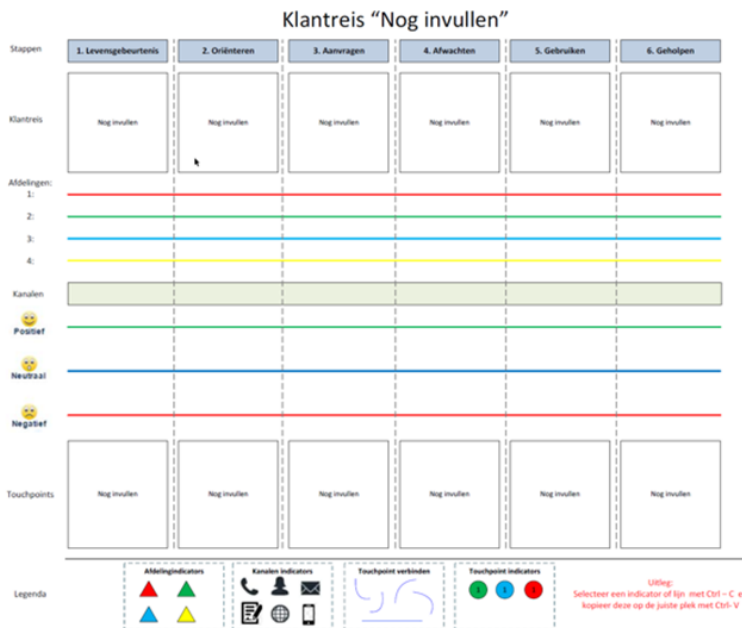 Klantreis “Nog invullen”
Stappen
1. Levensgebeurtenis
2. Oriënteren
3. Aanvragen
4. Afwachten
5. Gebruiken
6. Geholpen
Klantreis
Nog invullen
Nog invullen
Nog invullen
Nog invullen
Nog invullen
Nog invullen
Afdelingen:
1:
2:
3:
4:
Kanalen
Positief
Neutraal
Negatief
Touchpoints
Nog invullen
Nog invullen
Nog invullen
Nog invullen
Nog invullen
Nog invullen
Legenda
Afdelingindicators
Kanalen indicators
Touchpoint verbinden
Touchpoint indicators
1
1
1
Uitleg:
Selecteer een indicator of lijn met Ctrl – C e
kopieer deze op de juiste plek met Ctrl- V